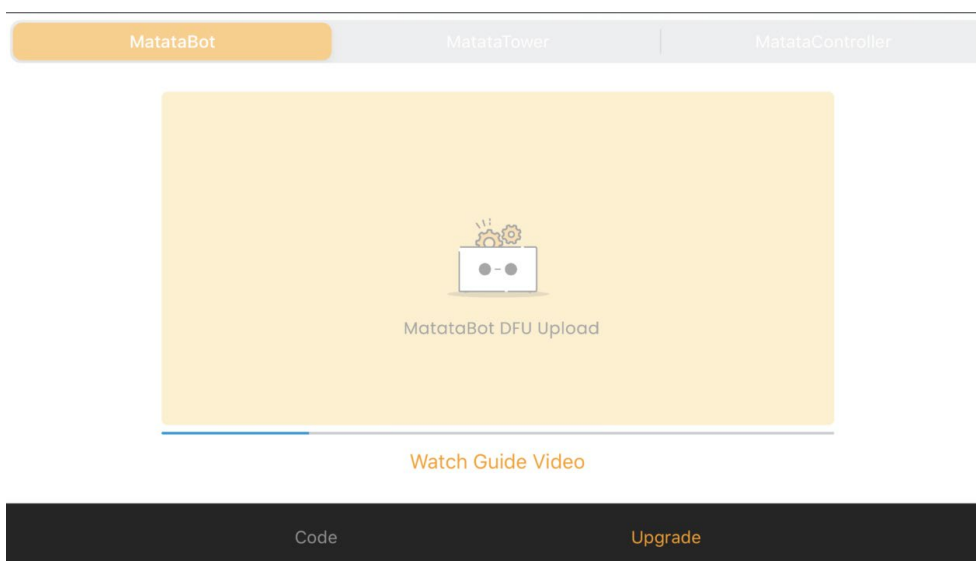 MatataBot MatataTower MatataController
MatataBot DFU Upload
Watch Guide Video
Code Upgrade